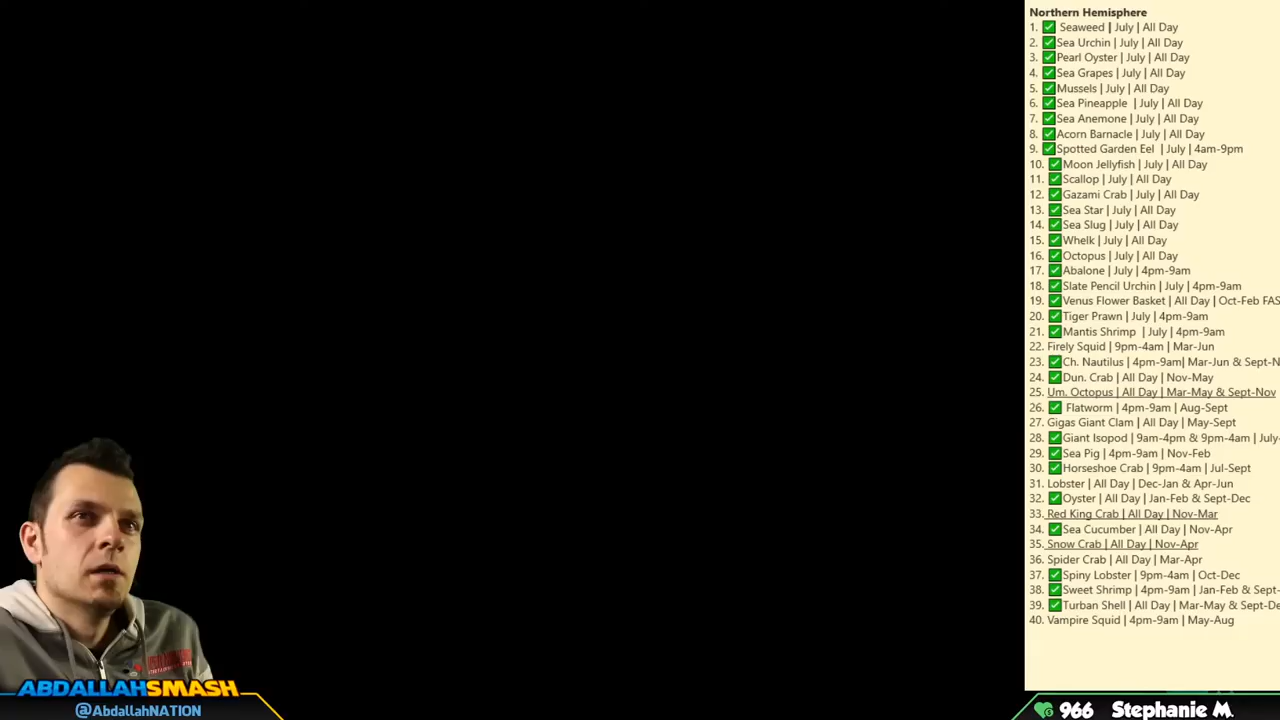 Northern Hemisphere
1. ✅ Seaweed | July | All Day
2. ✅Sea Urchin | July | All Day
3. ✅Pearl Oyster | July | All Day
4. ✅Sea Grapes | July | All Day
5. ✅Mussels | July | All Day
6. ✅Sea Pineapple | July | All Day
7. ✅Sea Anemone | July | All Day
8. ✅Acorn Barnacle | July | All Day
9. ✅Spotted Garden Eel | July | 4am-9pm
10. ✅Moon Jellyfish | July | All Day
11. ✅Scallop | July | All Day
12. ✅Gazami Crab | July | All Day
13. ✅Sea Star | July | All Day
14. ✅Sea Slug | July | All Day
15. ✅Whelk | July | All Day
16. ✅Octopus | July | All Day
17. ✅Abalone | July | 4pm-9am
18. ✅Slate Pencil Urchin | July | 4pm-9am
19. ✅Venus Flower Basket | All Day | Oct-Feb FAS
20. ✅Tiger Prawn | July | 4pm-9am
21. ✅Mantis Shrimp | July | 4pm-9am
22. Firely Squid | 9pm-4am | Mar-Jun
23. ✅Ch. Nautilus | 4pm-9am| Mar-Jun & Sept-N
24. ✅Dun. Crab | All Day | Nov-May
25. Um. Octopus | All Day | Mar-May & Sept-Nov
26. ✅ Flatworm | 4pm-9am | Aug-Sept
27. Gigas Giant Clam | All Day | May-Sept
28. ✅Giant Isopod | 9am-4pm & 9pm-4am | July-
29. ✅Sea Pig | 4pm-9am | Nov-Feb
30. ✅Horseshoe Crab | 9pm-4am | Jul-Sept
31. Lobster | All Day | Dec-Jan & Apr-Jun
32. ✅Oyster | All Day | Jan-Feb & Sept-Dec
33. Red King Crab | All Day | Nov-Mar
34. ✅Sea Cucumber | All Day | Nov-Apr
35. Snow Crab | All Day | Nov-Apr
36. Spider Crab | All Day | Mar-Apr
37. ✅Spiny Lobster | 9pm-4am | Oct-Dec
38. ✅Sweet Shrimp | 4pm-9am | Jan-Feb & Sept-
39. ✅Turban Shell | All Day | Mar-May & Sept-De
40. Vampire Squid | 4pm-9am | May-Aug
ABDALLAHSMASH
@AbdallahNATION
966 Stephanie M.